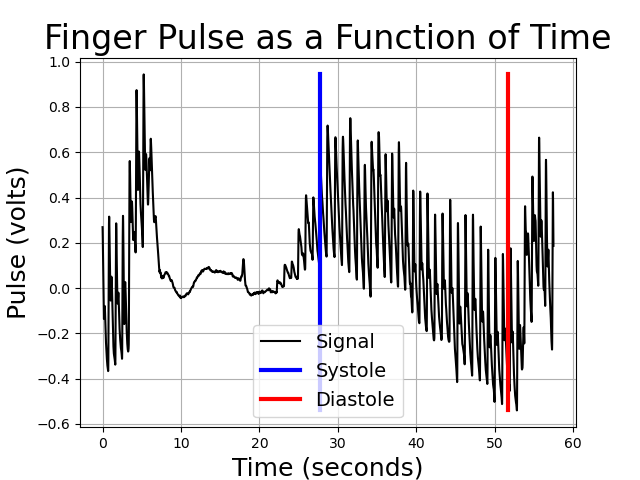 Finger Pulse as a Function of Time
1.0
0.8
0.6
0.4
0.2
0.0
−0.2
−0.4
−0.6
Pulse (volts)
Signal
Systole
Diastole
0 10 20 30 40 50 60
Time (seconds)